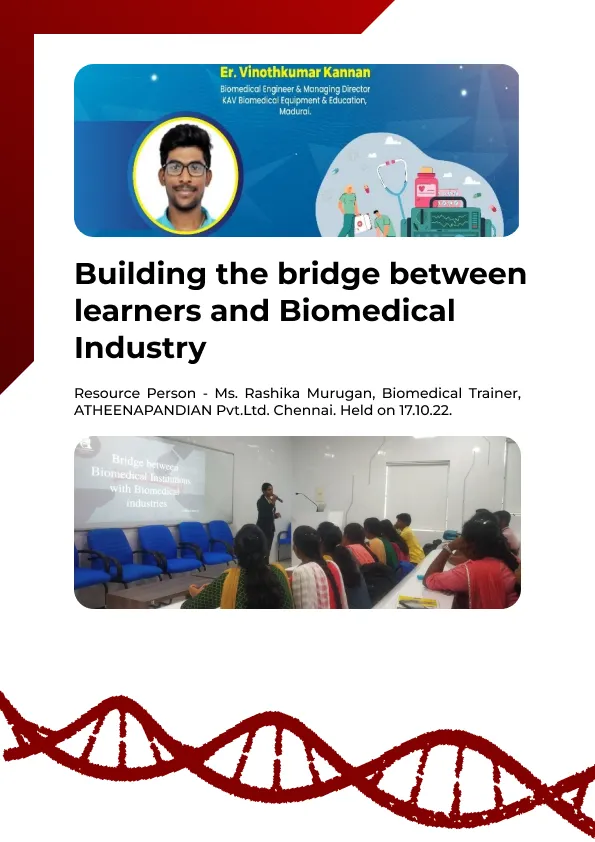 Er. Vinothkumar Kannan
Biomedical Engineer & Managing Director
KAV Biomedical Equipment & Education,
Madurai.
Building the bridge between
learners and Biomedical
Industry
Resource Person - Ms. Rashika Murugan, Biomedical Trainer,
ATHEENAPANDIAN Pvt.Ltd. Chennai. Held on 17.10.22.
Bridge between
Biomedical Institutions
with Biomedical
industries